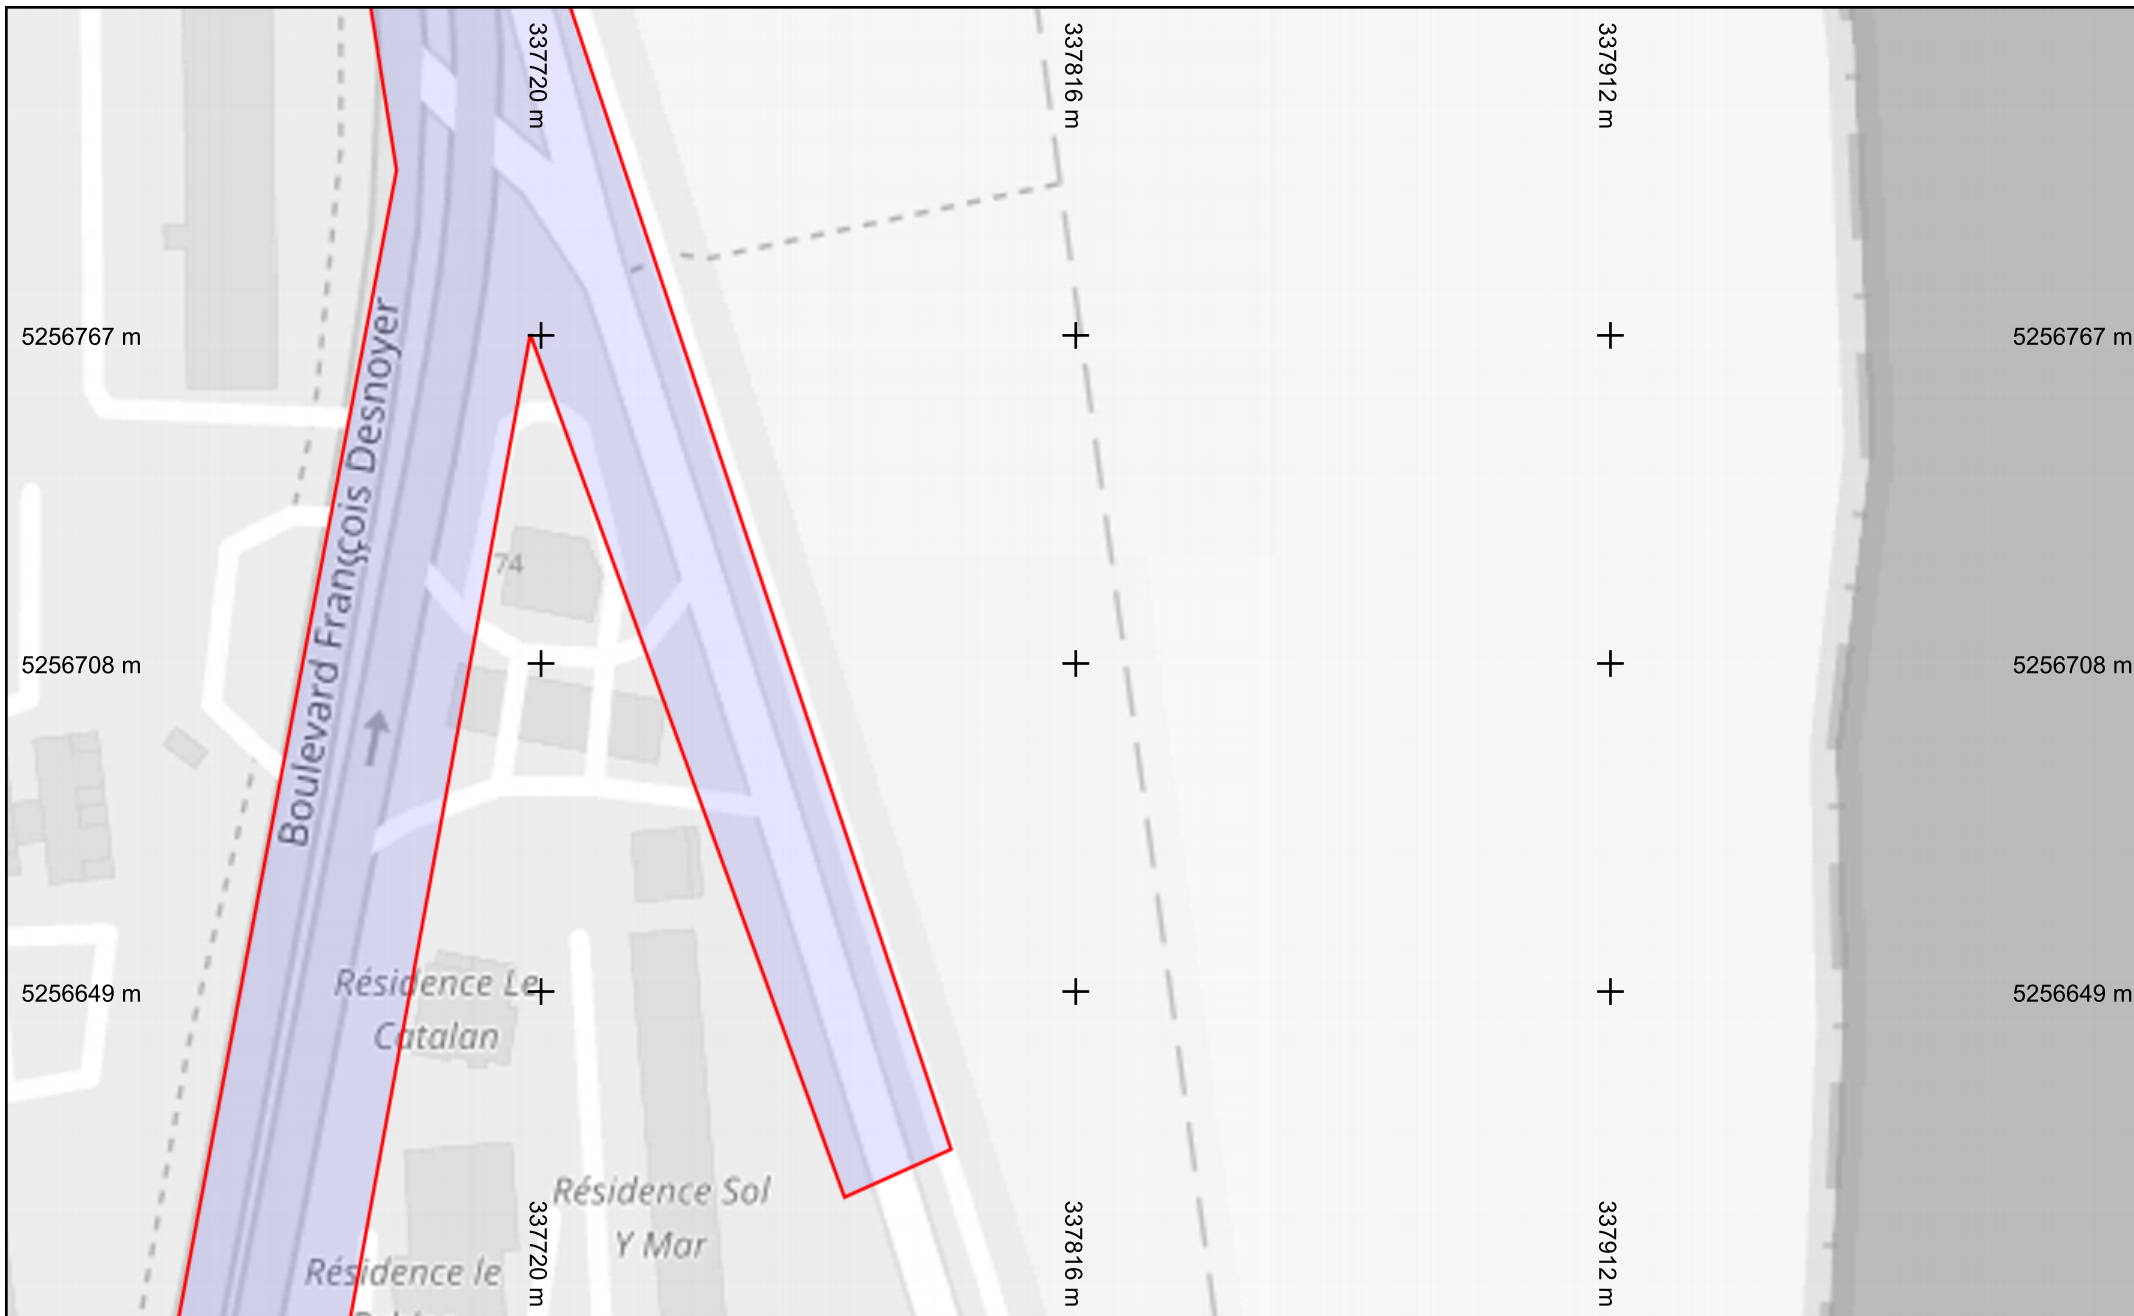 337720 m
337816 m
337912 m
5256767 m
5256767 m
Boulevard François Desnoyer
74
5256708 m
5256708 m
5256649 m
5256649 m
Résidence Le
Catalan
Résidence Sol
Y Mar
Résidence le
337720 m
337816 m
337912 m